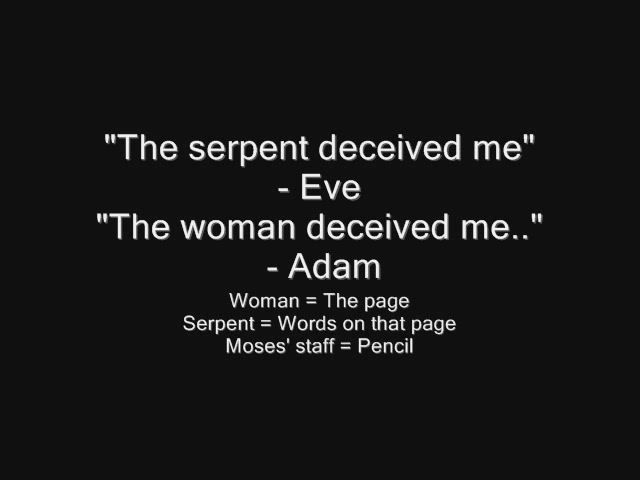 "The serpent deceived me"
- Eve
"The woman deceived me.."
- Adam
Woman = The page
Serpent = Words on that page
Moses' staff = Pencil